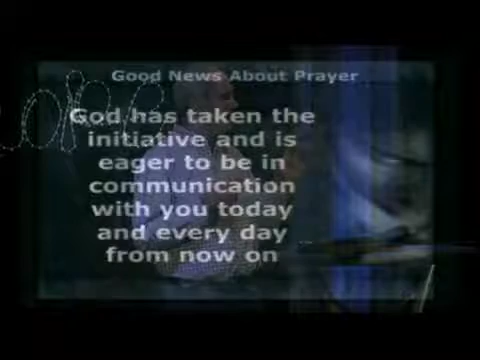 Good News About Prayer
God has taken the
initiative and is
eager to be in
communication
with you today
and every day
from now on